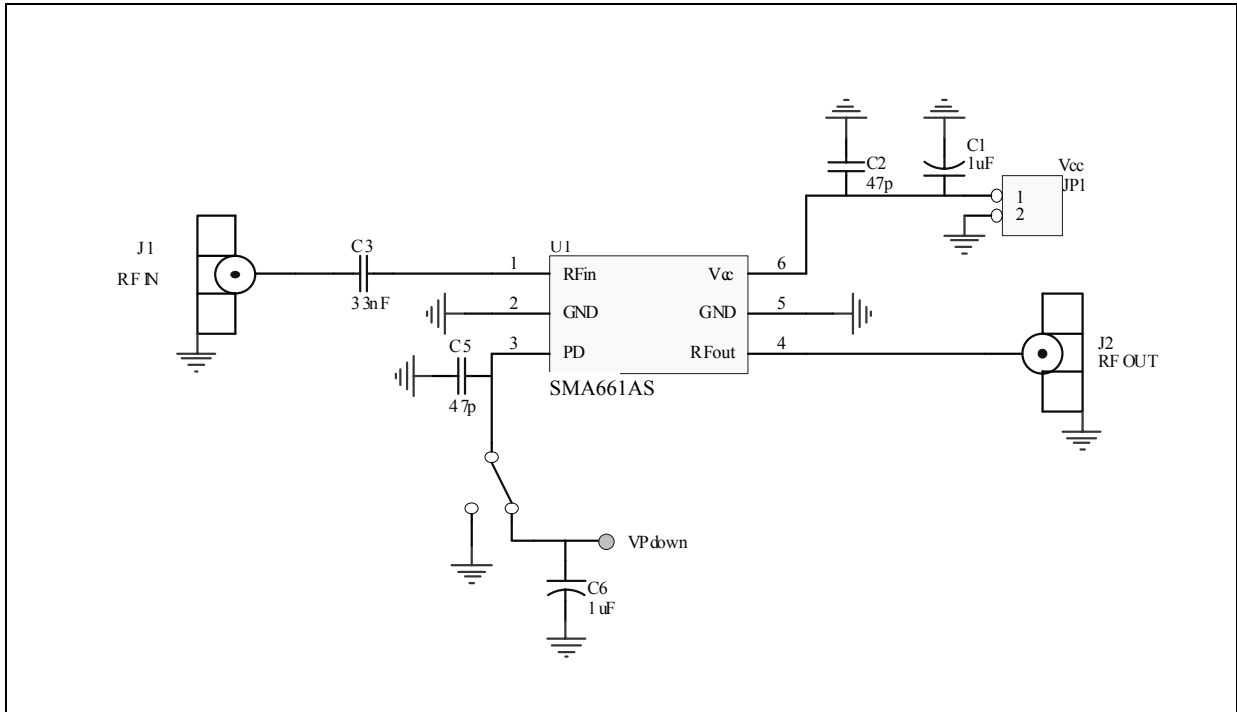 C1
1uF
C2
47p
Vcc
JP1
1
2
J1
RF IN
C3
33nF
U1
1
RFin
Vcc
6
2
GND
GND
5
3
PD
RFout
4
SMA661AS
C5
47p
J2
RF OUT
VPdown
C6
1uF